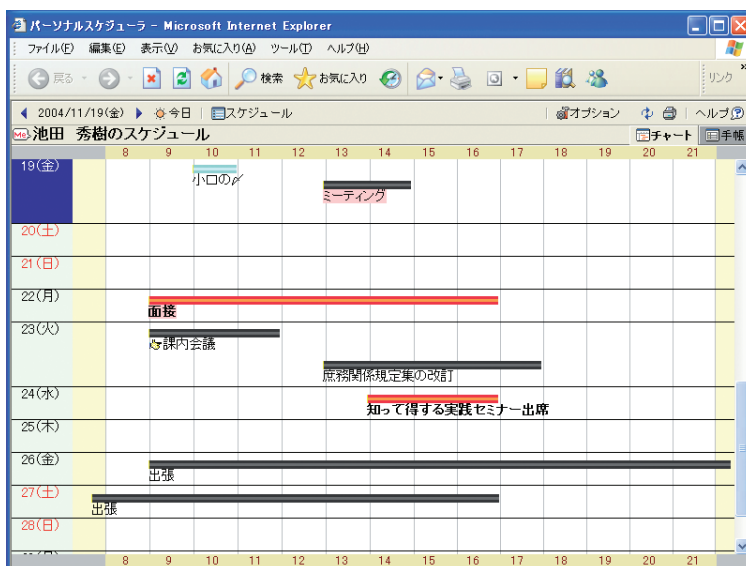 パーソナルスケジューラ - Microsoft Internet Explorer
ファイル(F) 編集(E) 表示(V) お気に入り(A) ツール(T) ヘルプ(H)
戻る 検索 お気に入り リンク »
2004/11/19(金) 今日 | スケジュール オプション ヘルプ
Me 池田 秀樹のスケジュール チャート 手帳
8 9 10 11 12 13 14 15 16 17 18 19 20 21
19(金)
小口の〆
ミーティング
20(土)
21(日)
22(月)
面接
23(火)
課内会議
庶務関係規定集の改訂
24(水)
知って得する実践セミナー出席
25(木)
26(金)
出張
27(土)
出張
28(日)
8 9 10 11 12 13 14 15 16 17 18 19 20 21